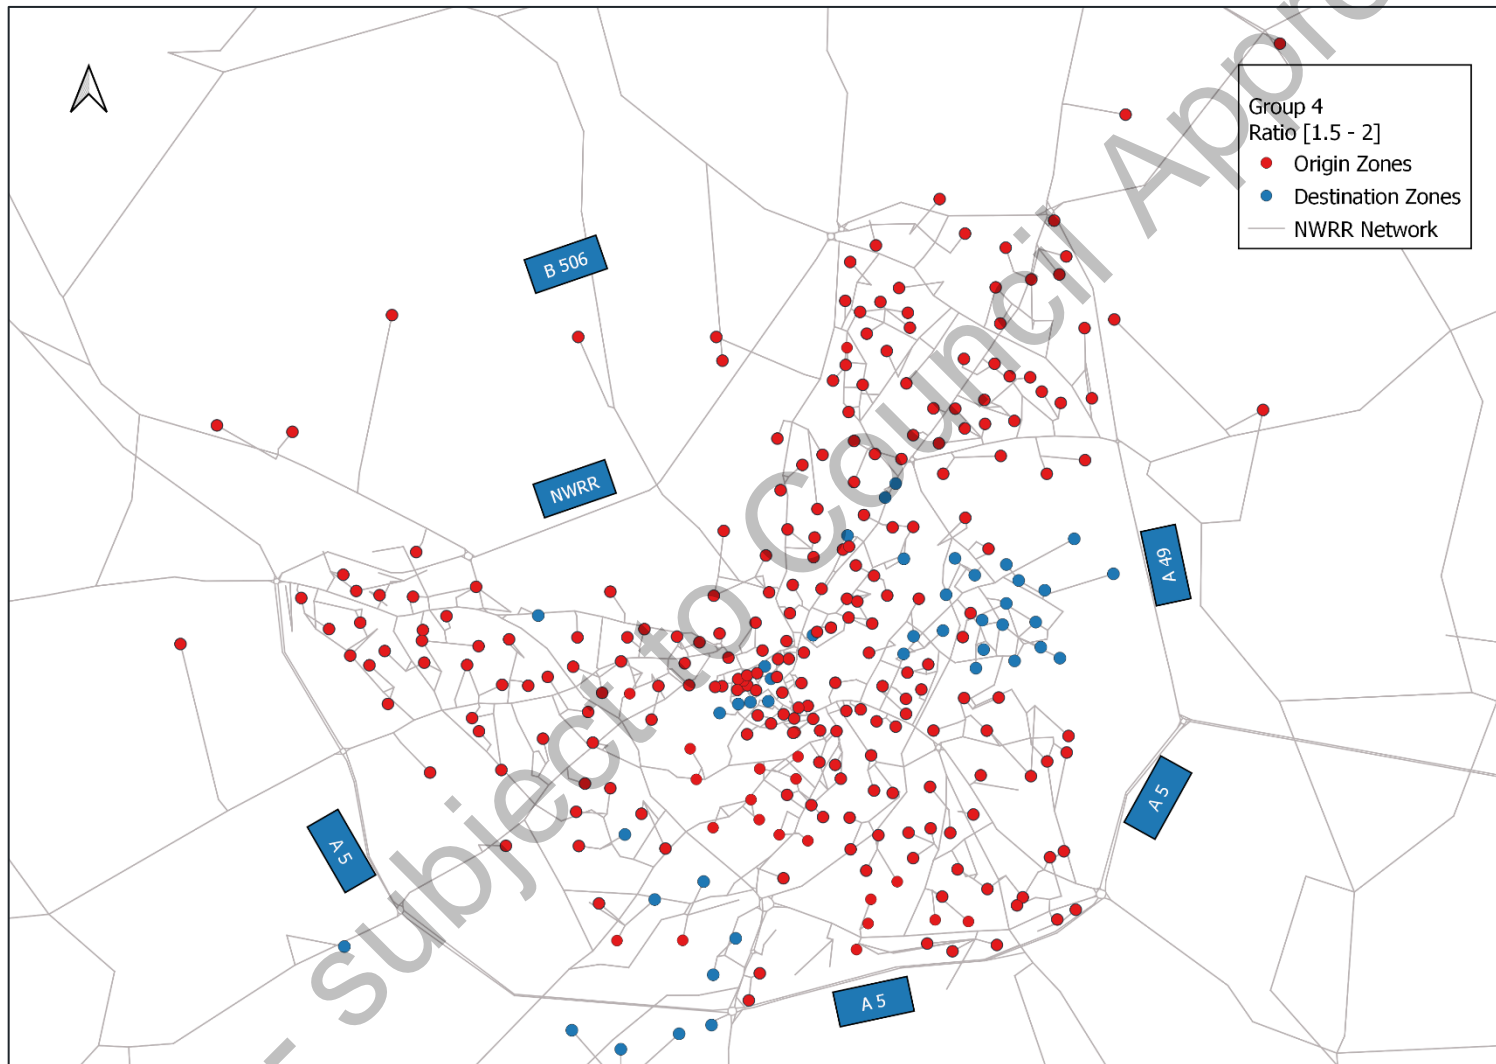 Group 4
Ratio [1.5 - 2]
Origin Zones
Destination Zones
NWRR Network
B 506
NWRR
A 49
A 5
A 5
A 5
- subject to Council